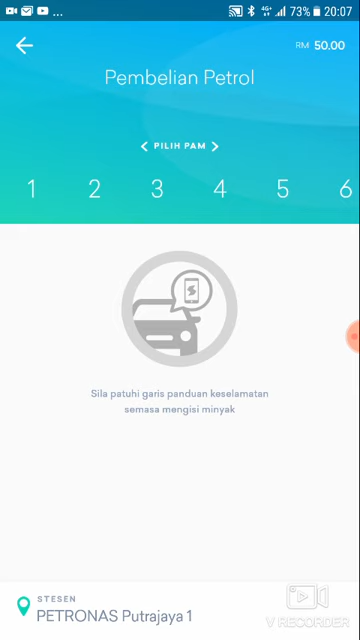 ... 4G+ 73% 20:07
RM 50.00
Pembelian Petrol
< PILIH PAM >
1 2 3 4 5 6
Sila patuhi garis panduan keselamatan
semasa mengisi minyak
STESEN
PETRONAS Putrajaya 1
V RECORDER